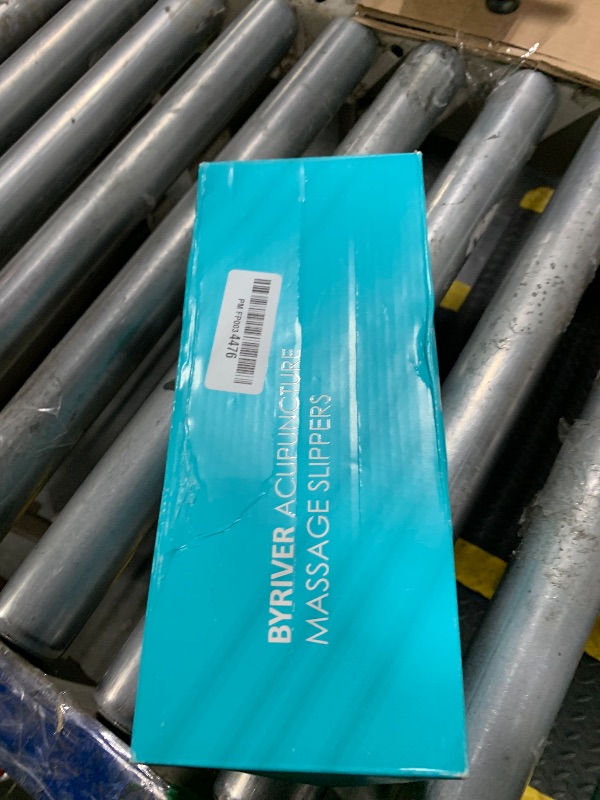 BYRIVER ACUPUNCTURE
MASSAGE SLIPPERS
PM FP003 4476